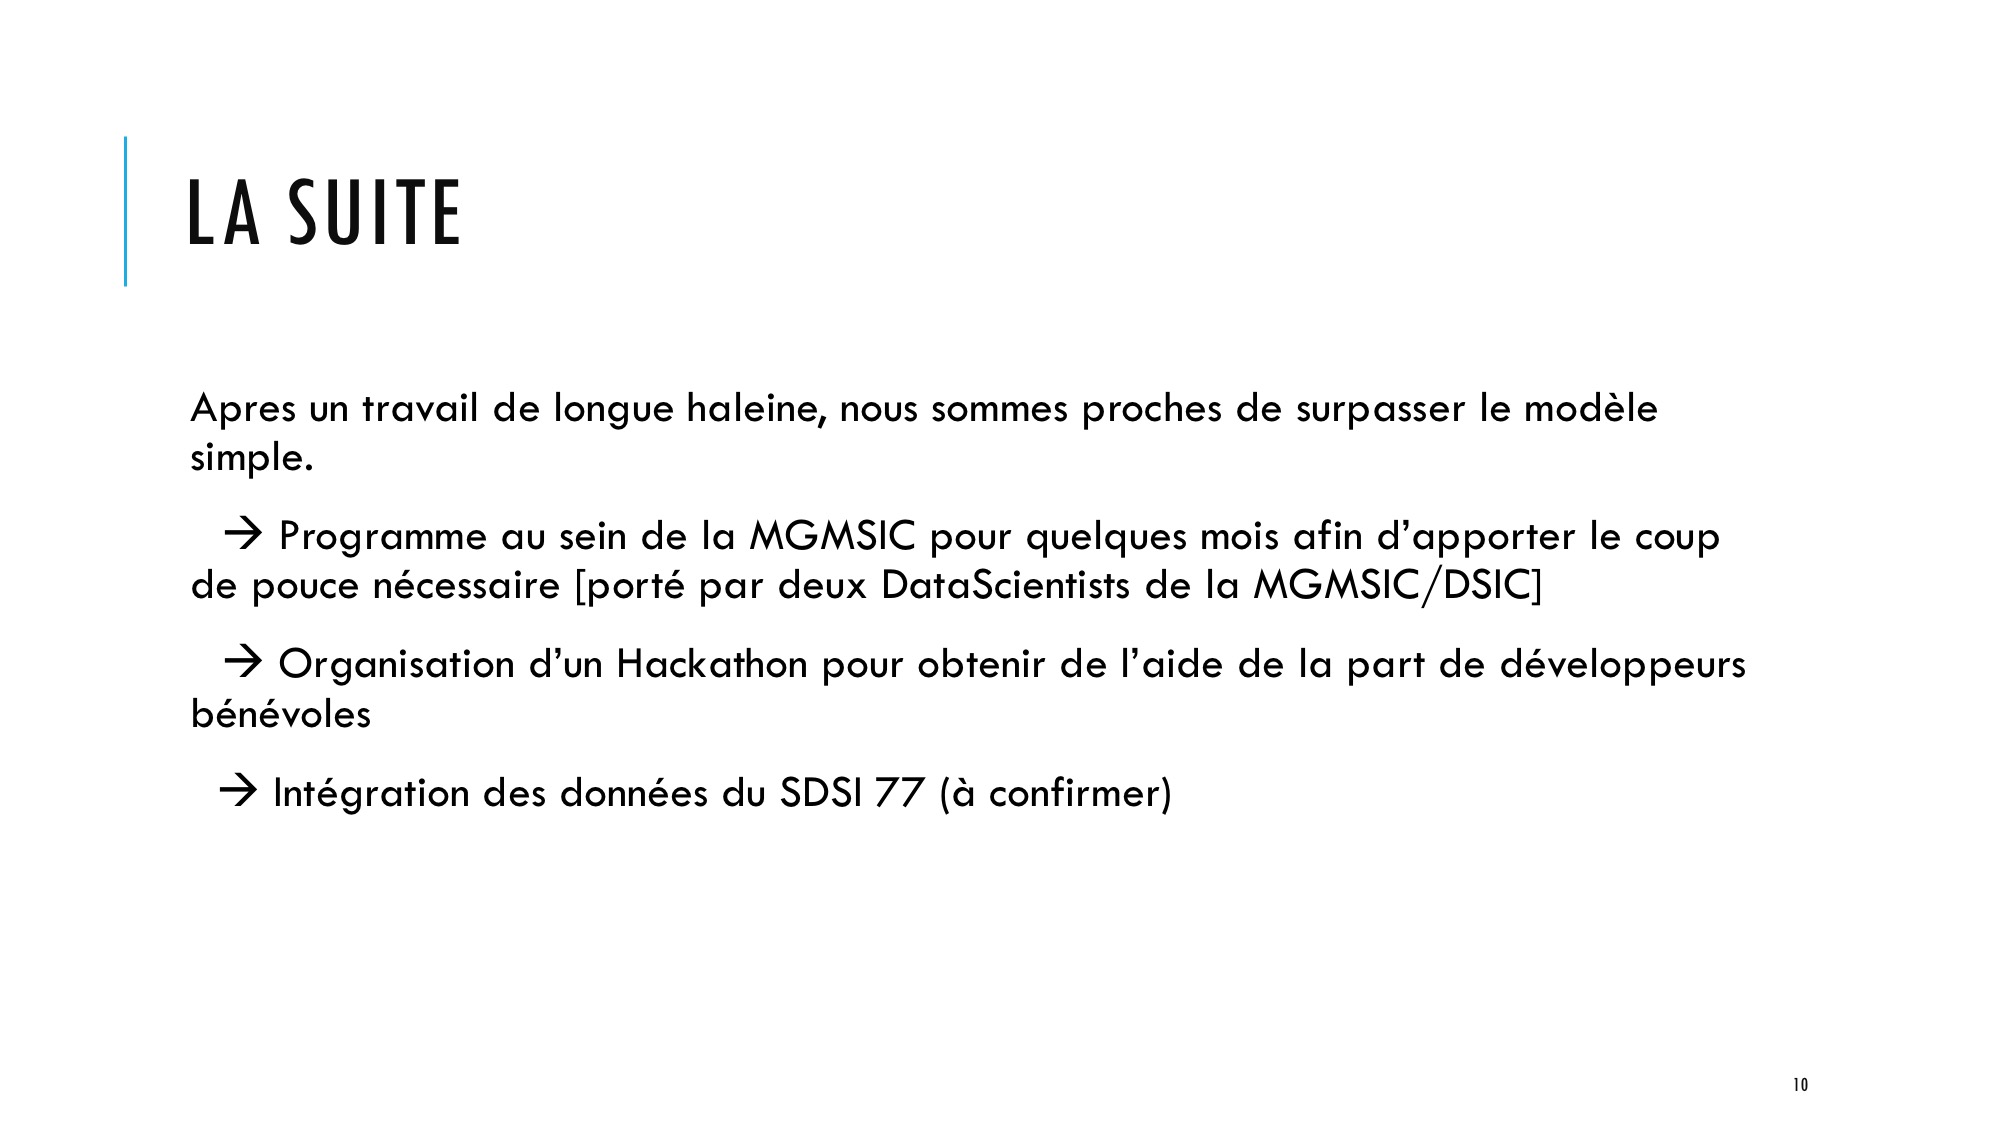 LA SUITE
Apres un travail de longue haleine, nous sommes proches de surpasser le modèle
simple.
→ Programme au sein de la MGMSIC pour quelques mois afin d’apporter le coup
de pouce nécessaire [porté par deux DataScientists de la MGMSIC/DSIC]
→ Organisation d’un Hackathon pour obtenir de l’aide de la part de développeurs
bénévoles
→ Intégration des données du SDSI 77 (à confirmer)
10